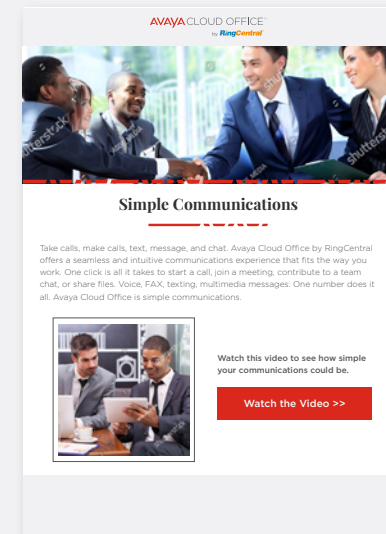 AVAYA CLOUD OFFICE™
by RingCentral
shutterstock
shutterstock
Simple Communications
Take calls, make calls, text, message, and chat. Avaya Cloud Office by RingCentral
offers a seamless and intuitive communications experience that fits the way you
work. One click is all it takes to start a call, join a meeting, contribute to a team
chat, or share files. Voice, FAX, texting, multimedia messages. One number does it
all. Avaya Cloud Office is simple communications.
Watch this video to see how simple
your communications could be.
Watch the Video >>